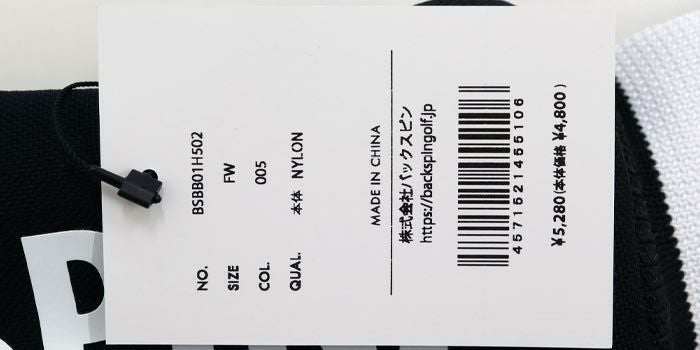 NO. BSBB01H502
SIZE FW
COL. 005
QUAL. 本体 NYLON
MADE IN CHINA
株式会社バックスピン
https://backspingolf.jp
4571521455106
¥5,280(本体価格 ¥4,800)